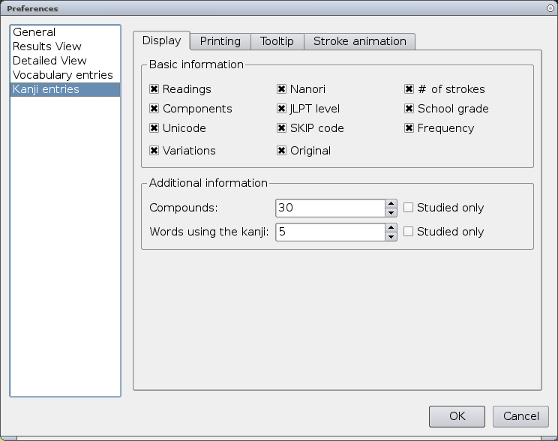 Preferences
General
Results View
Detailed View
Vocabulary entries
Kanji entries
Display Printing Tooltip Stroke animation
Basic information
Readings Nanori # of strokes
Components JLPT level School grade
Unicode SKIP code Frequency
Variations Original
Additional information
Compounds: 30 Studied only
Words using the kanji: 5 Studied only
OK Cancel